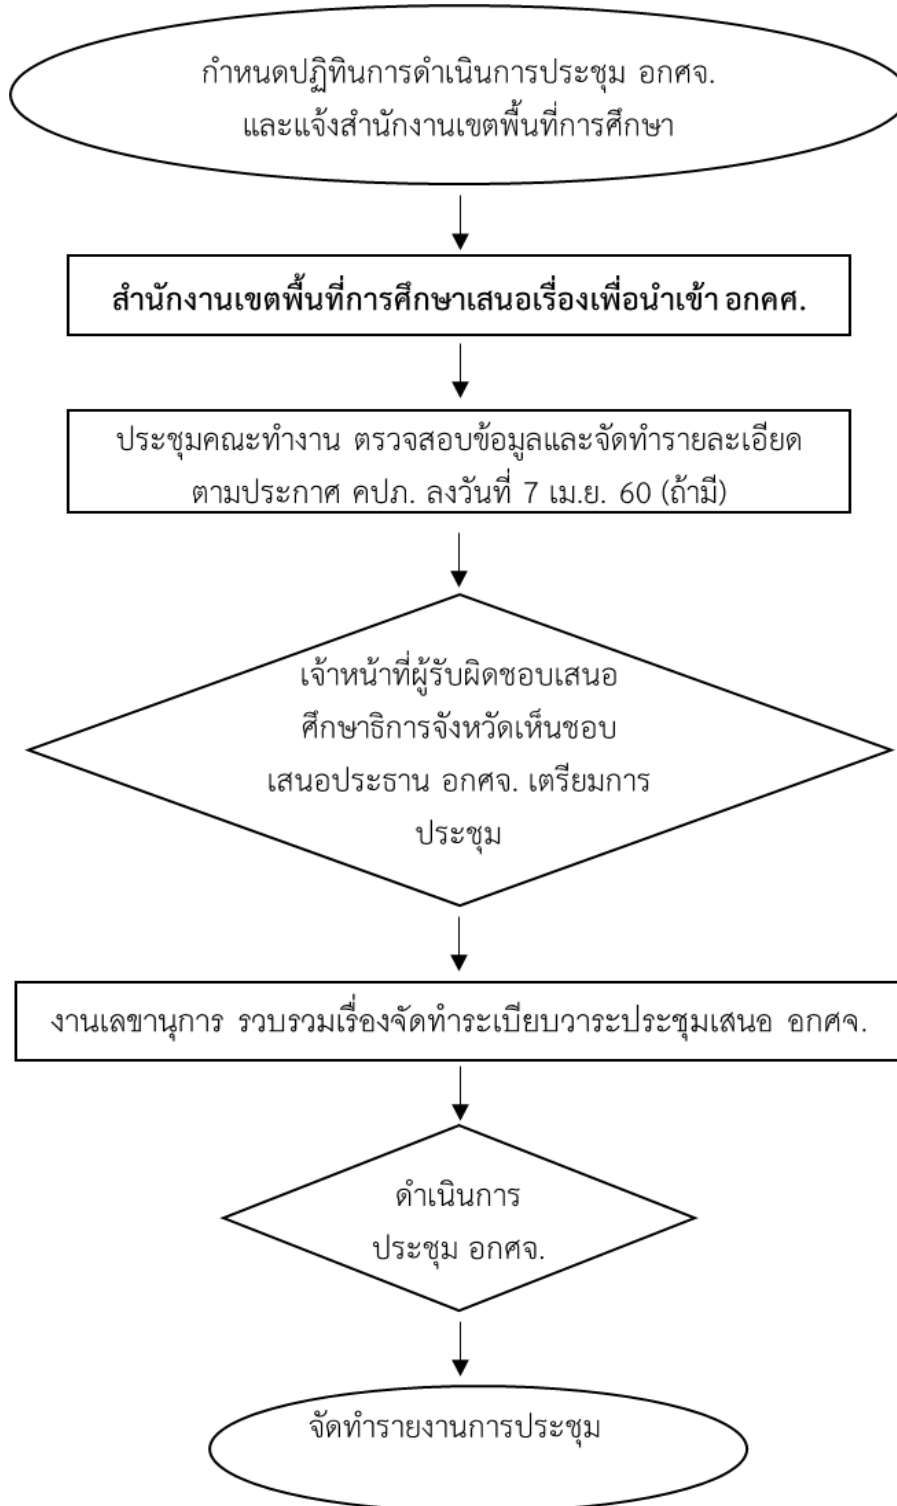 กำหนดปฏิทินการดำเนินการประชุม อกศจ.
และแจ้งสำนักงานเขตพื้นที่การศึกษา
สำนักงานเขตพื้นที่การศึกษาเสนอเรื่องเพื่อนำเข้า อกคศ.
ประชุมคณะทำงาน ตรวจสอบข้อมูลและจัดทำรายละเอียด
ตามประกาศ คปภ. ลงวันที่ 7 เม.ย. 60 (ถ้ามี)
เจ้าหน้าที่ผู้รับผิดชอบเสนอ
ศึกษาธิการจังหวัดเห็นชอบ
เสนอประธาน อกศจ. เตรียมการ
ประชุม
งานเลขานุการ รวบรวมเรื่องจัดทำระเบียบวาระประชุมเสนอ อกศจ.
ดำเนินการ
ประชุม อกศจ.
จัดทำรายงานการประชุม